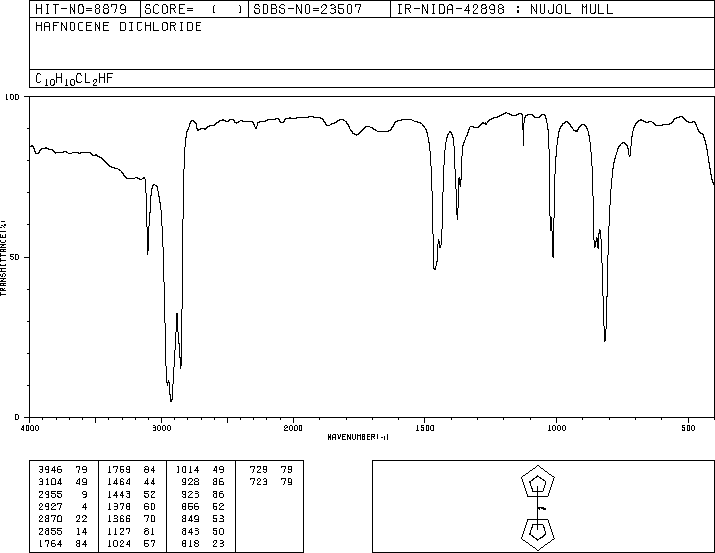 HIT-NO=8879 SCORE= ( ) SDBS-NO=23507 IR-NIDA-42898 : NUJOL MULL
HAFNOCENE DICHLORIDE
C10H10CL2HF
100
50
0
TRANSMITTANCE(%)
4000 3000 2000 1500 1000 500
WAVENUMBER(-1)
3946 79 1769 84 1014 49 729 79
3104 49 1464 44 928 86 723 79
2955 9 1443 52 923 86
2927 4 1378 60 856 52
2870 22 1366 70 849 53
2855 14 1127 81 843 50
1764 84 1024 57 818 23